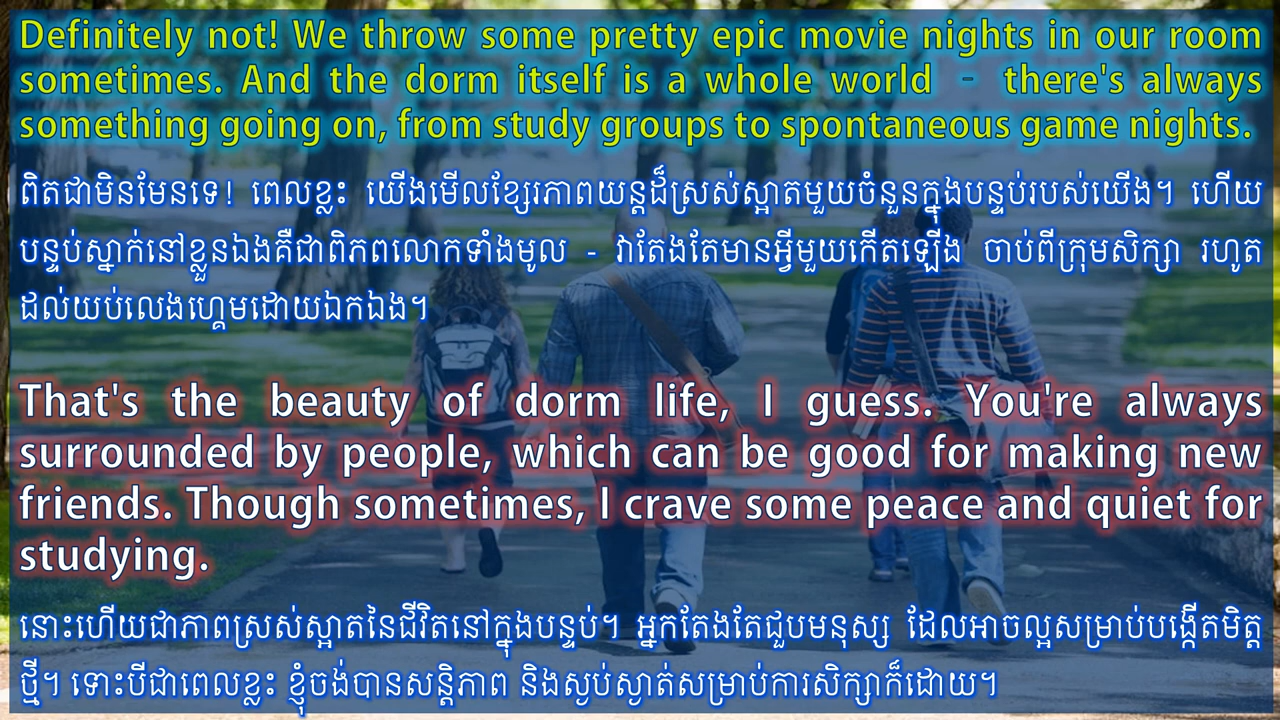 Definitely not! We throw some pretty epic movie nights in our room
sometimes. And the dorm itself is a whole world - there's always
something going on, from study groups to spontaneous game nights.
ពិតជាមិនមែនទេ! ពេលខ្លះ យើងមើលខ្សែរភាពយន្តដ៏ស្រស់ស្អាតមួយចំនួនក្នុងបន្ទប់របស់យើង។ ហើយ
បន្ទប់ស្នាក់នៅខ្លួនឯងគឺជាពិភពលោកទាំងមូល - វាតែងតែមានអ្វីមួយកើតឡើង ចាប់ពីក្រុមសិក្សា រហូត
ដល់យប់លេងហ្គេមដោយឯកឯង។
That's the beauty of dorm life, I guess. You're always
surrounded by people, which can be good for making new
friends. Though sometimes, I crave some peace and quiet for
studying.
នោះហើយជាភាពស្រស់ស្អាតនៃជីវិតនៅក្នុងបន្ទប់។ អ្នកតែងតែជួបមនុស្ស ដែលអាចល្អសម្រាប់បង្កើតមិត្ត
ថ្មី។ ទោះបីជាពេលខ្លះ ខ្ញុំចង់បានសន្តិភាព និងស្ងប់ស្ងាត់សម្រាប់ការសិក្សាក៏ដោយ។